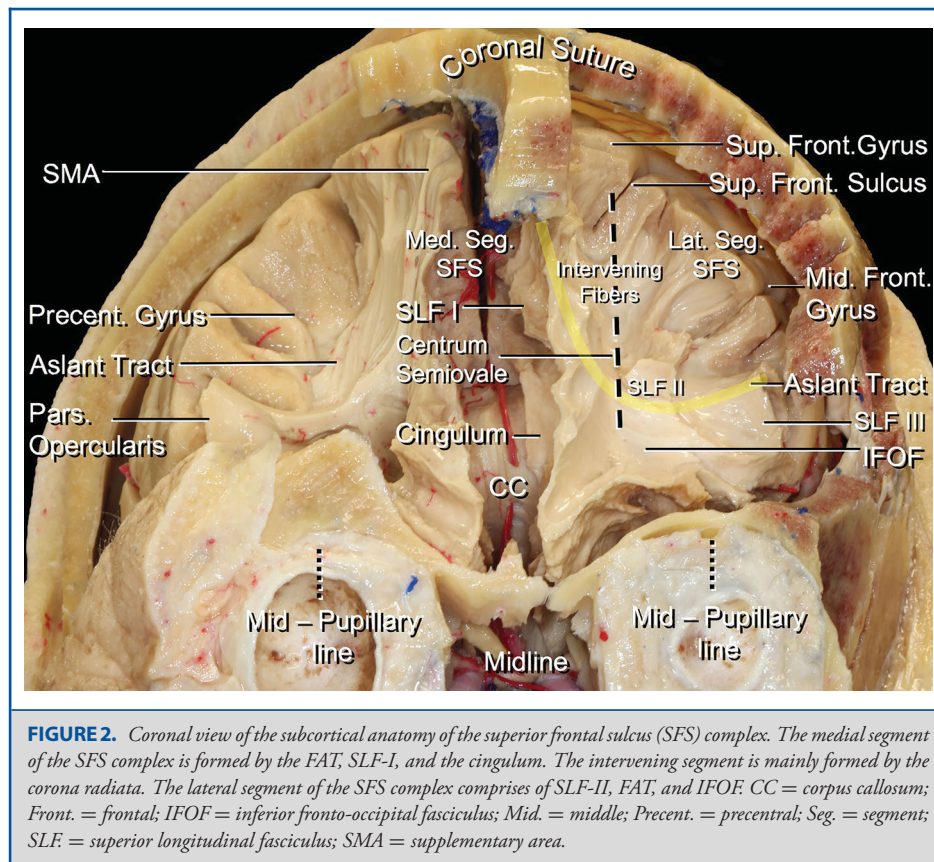 Coronal Suture
SMA
Sup. Front.Gyrus
Sup. Front. Sulcus
Med. Seg.
SFS
Lat. Seg.
SFS
Intervening
Fibers
Mid. Front.
Gyrus
Precent. Gyrus
SLF I
Aslant Tract
Centrum
Semiovale
SLF II
Aslant Tract
Pars.
Opercularis
Cingulum
SLF III
IFOF
CC
Mid – Pupillary
line
Midline
Mid – Pupillary
line
FIGURE 2. Coronal view of the subcortical anatomy of the superior frontal sulcus (SFS) complex. The medial segment
of the SFS complex is formed by the FAT, SLF-I, and the cingulum. The intervening segment is mainly formed by the
corona radiata. The lateral segment of the SFS complex comprises of SLF-II, FAT, and IFOF. CC = corpus callosum;
Front. = frontal; IFOF = inferior fronto-occipital fasciculus; Mid. = middle; Precent. = precentral; Seg. = segment;
SLF. = superior longitudinal fasciculus; SMA = supplementary area.